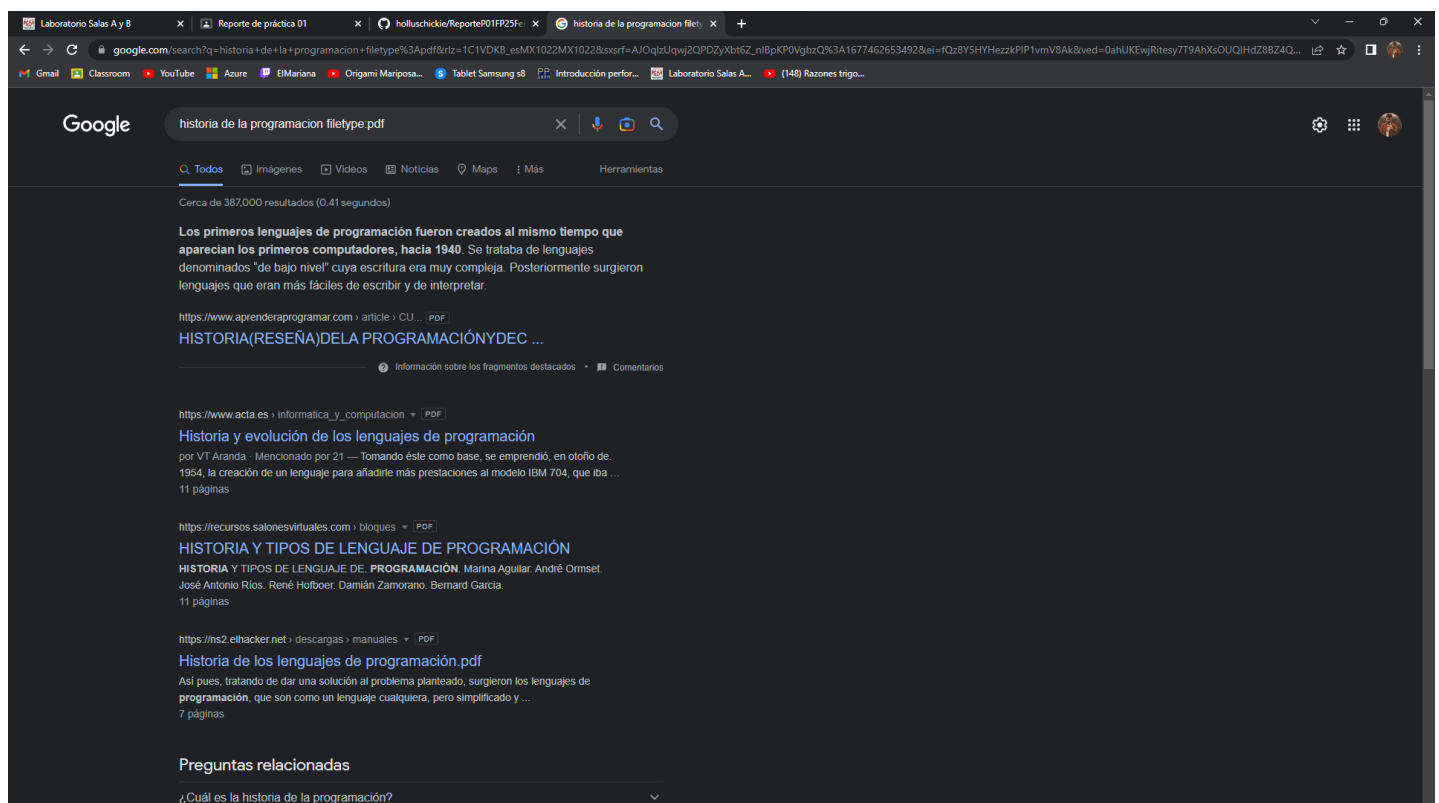 Laboratorio Salas A y B
Reporte de práctica 01
holluschickie/ReporteP01FP25Fe
historia de la programacion filety
google.com/search?q=historia+de+la+programacion+filetype%3Apdf&rlz=1C1VDKB_esMX1022MX1022&sxsrf=AJOqlzUqwj2QPDZyXbt6Z_nIBpKP0VgbzQ%3A1677462653492&ei=fQz8Y5HYHezzkPIP1vmV8Ak&ved=0ahUKEwjRitesy7T9AhXsOUQIHdZ8BZ4Q...
Gmail
Classroom
YouTube
Azure
ElMariana
Origami Mariposa...
Tablet Samsung s8
Introducción perfor...
Laboratorio Salas A...
(148) Razones trigo...
Google
historia de la programacion filetype:pdf
Todos
Imágenes
Videos
Noticias
Maps
Más
Herramientas
Cerca de 387,000 resultados (0.41 segundos)
Los primeros lenguajes de programación fueron creados al mismo tiempo que
aparecian los primeros computadores, hacia 1940. Se trataba de lenguajes
denominados "de bajo nivel" cuya escritura era muy compleja. Posteriormente surgieron
lenguajes que eran más fáciles de escribir y de interpretar.
https://www.aprenderaprogramar.com › article › CU... PDF
HISTORIA(RESEÑA)DELA PROGRAMACIÓNYDEC ...
Información sobre los fragmentos destacados • Comentarios
https://www.acta.es › informatica_y_computacion PDF
Historia y evolución de los lenguajes de programación
por VT Aranda · Mencionado por 21 — Tomando éste como base, se emprendió, en otoño de.
1954, la creación de un lenguaje para añadirle más prestaciones al modelo IBM 704, que iba ...
11 páginas
https://recursos.salonesvirtuales.com › bloques PDF
HISTORIA Y TIPOS DE LENGUAJE DE PROGRAMACIÓN
HISTORIA Y TIPOS DE LENGUAJE DE. PROGRAMACIÓN. Marina Aguilar. André Ormset.
José Antonio Ríos. René Hofboer. Damián Zamorano. Bernard Garcia.
11 páginas
https://ns2.elhacker.net › descargas › manuales PDF
Historia de los lenguajes de programación.pdf
Así pues, tratando de dar una solución al problema planteado, surgieron los lenguajes de
programación, que son como un lenguaje cualquiera, pero simplificado y ...
7 páginas
Preguntas relacionadas
¿Cuál es la historia de la programación?